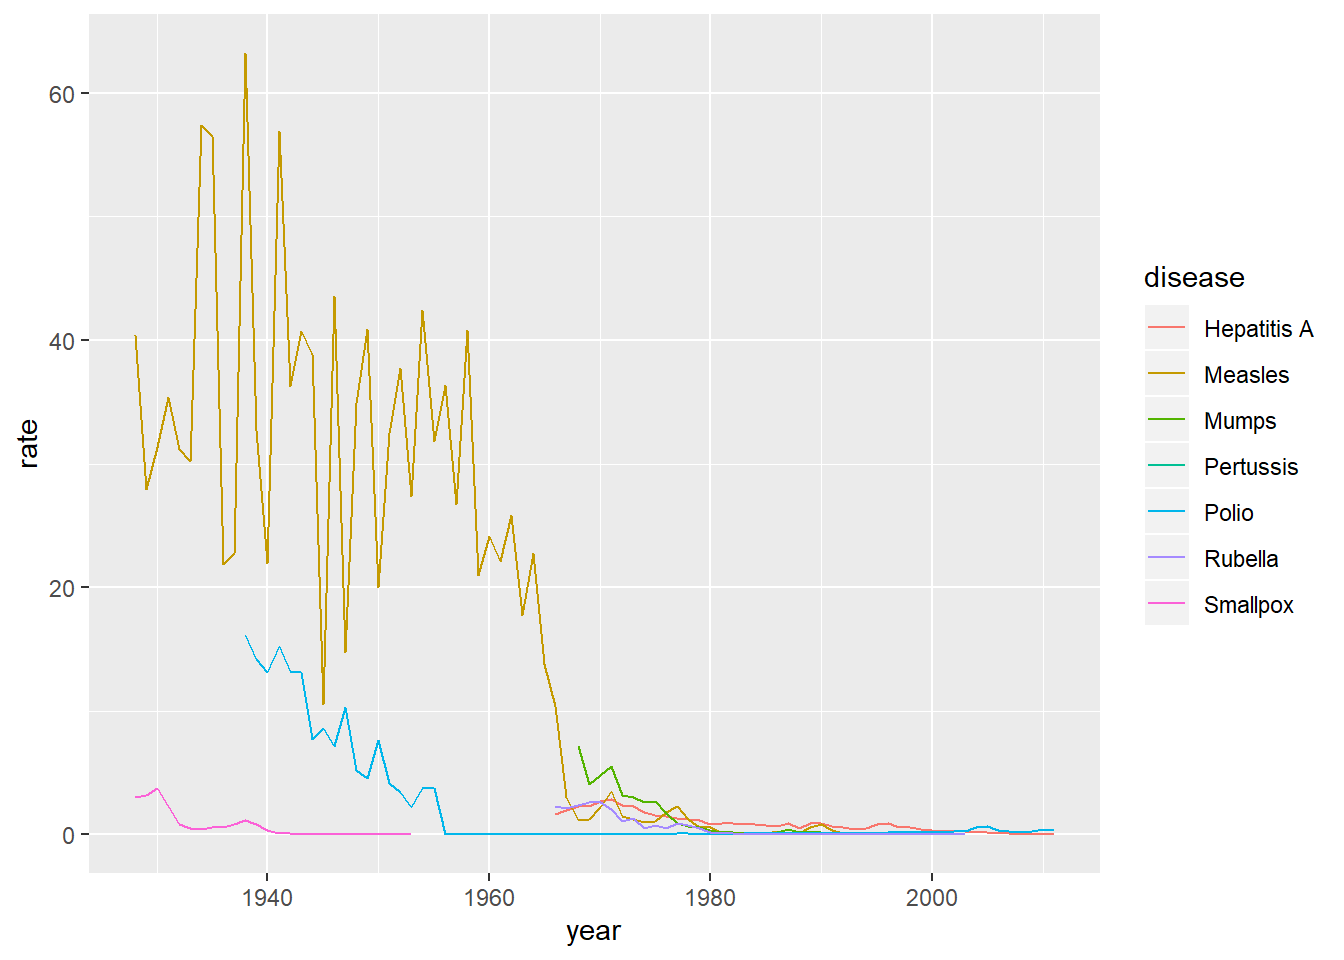 60
40
20
0
rate
1940
1960
1980
2000
year
disease
Hepatitis A
Measles
Mumps
Pertussis
Polio
Rubella
Smallpox